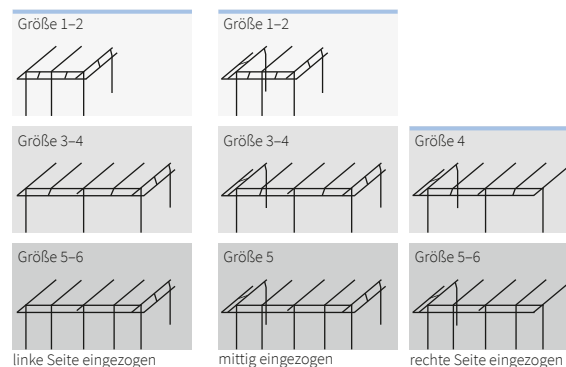 Größe 1–2
Größe 1–2
Größe 3–4
Größe 3–4
Größe 4
Größe 5–6
Größe 5
Größe 5–6
linke Seite eingezogen
mittig eingezogen
rechte Seite eingezogen